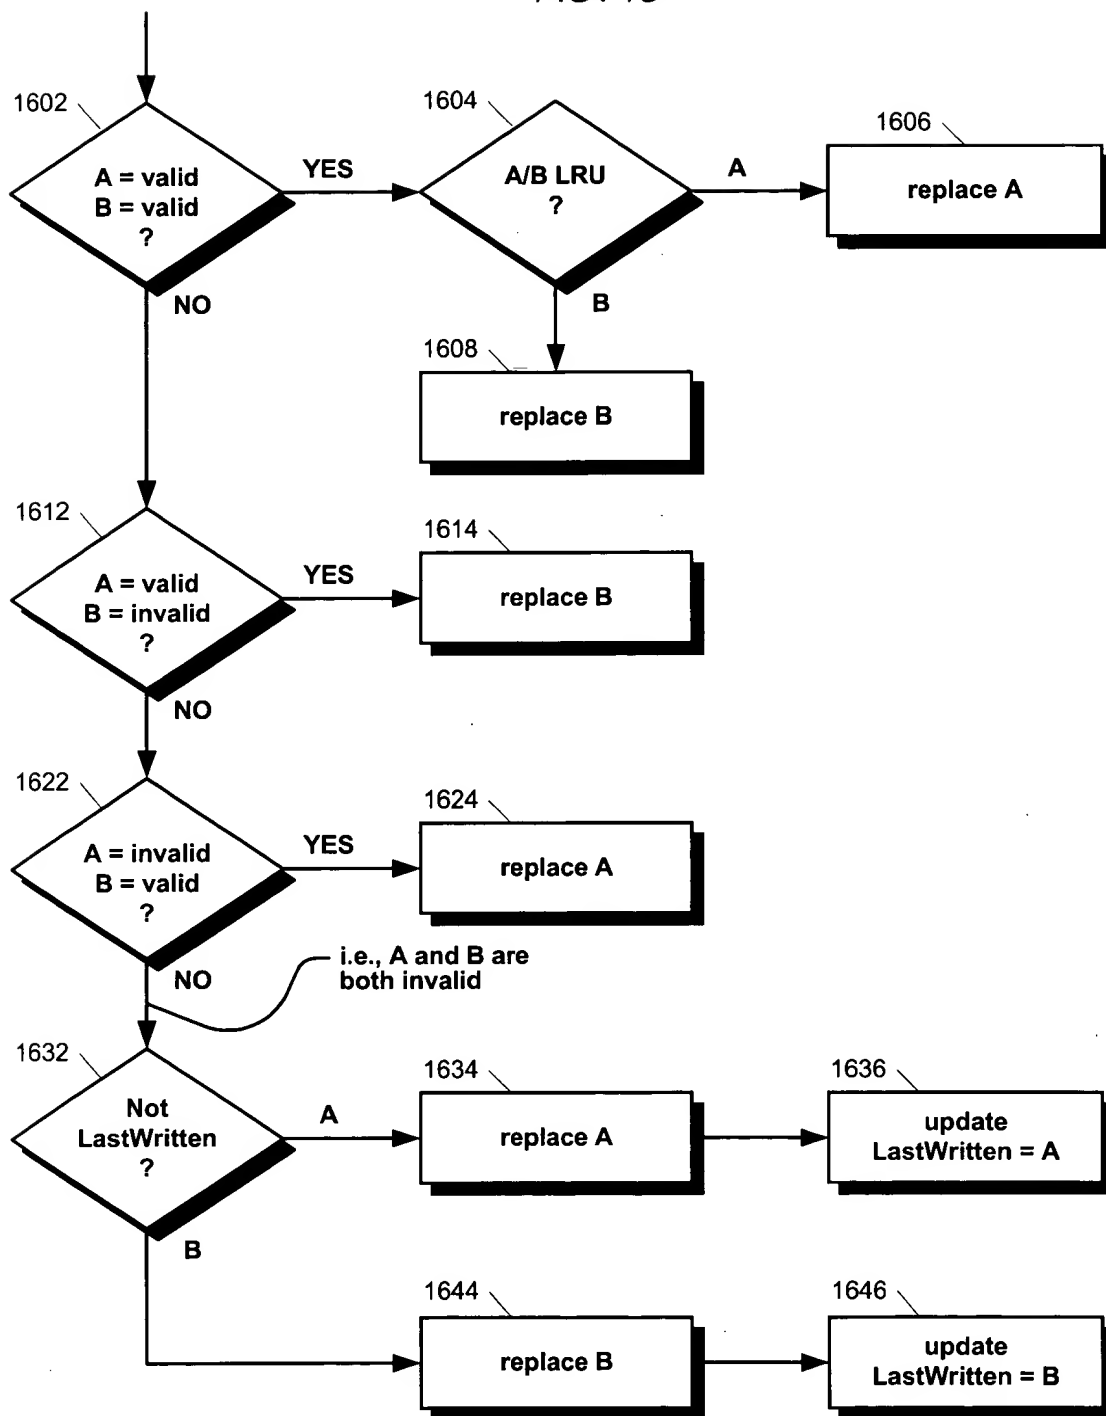 1602
A = valid
B = valid
?
YES
NO
1604
A/B LRU
?
A
B
1606
replace A
1608
replace B
1612
A = valid
B = invalid
?
YES
NO
1614
replace B
1622
A = invalid
B = valid
?
YES
NO
1624
replace A
i.e., A and B are
both invalid
1632
Not
LastWritten
?
A
B
1634
replace A
1636
update
LastWritten = A
1644
replace B
1646
update
LastWritten = B